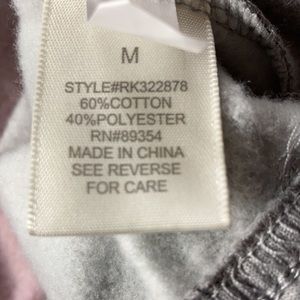 M
STYLE#RK322878
60%COTTON
40%POLYESTER
RN#89354
MADE IN CHINA
SEE REVERSE
FOR CARE